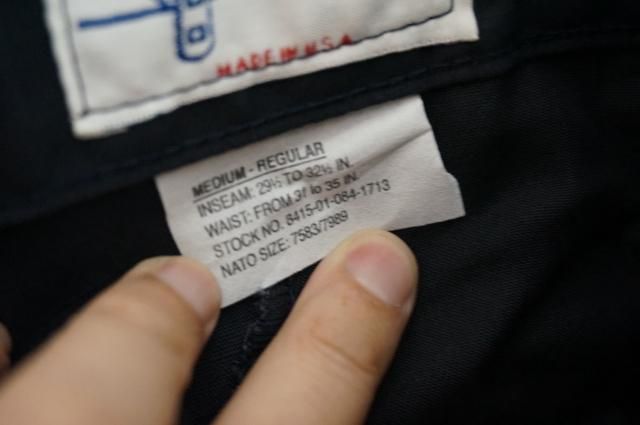 MADE IN U.S.A
MEDIUM - REGULAR
INSEAM: 29½ TO 32½ IN.
WAIST: FROM 31 to 35 IN.
STOCK NO. 8415-01-084-1713
NATO SIZE: 7583/7989